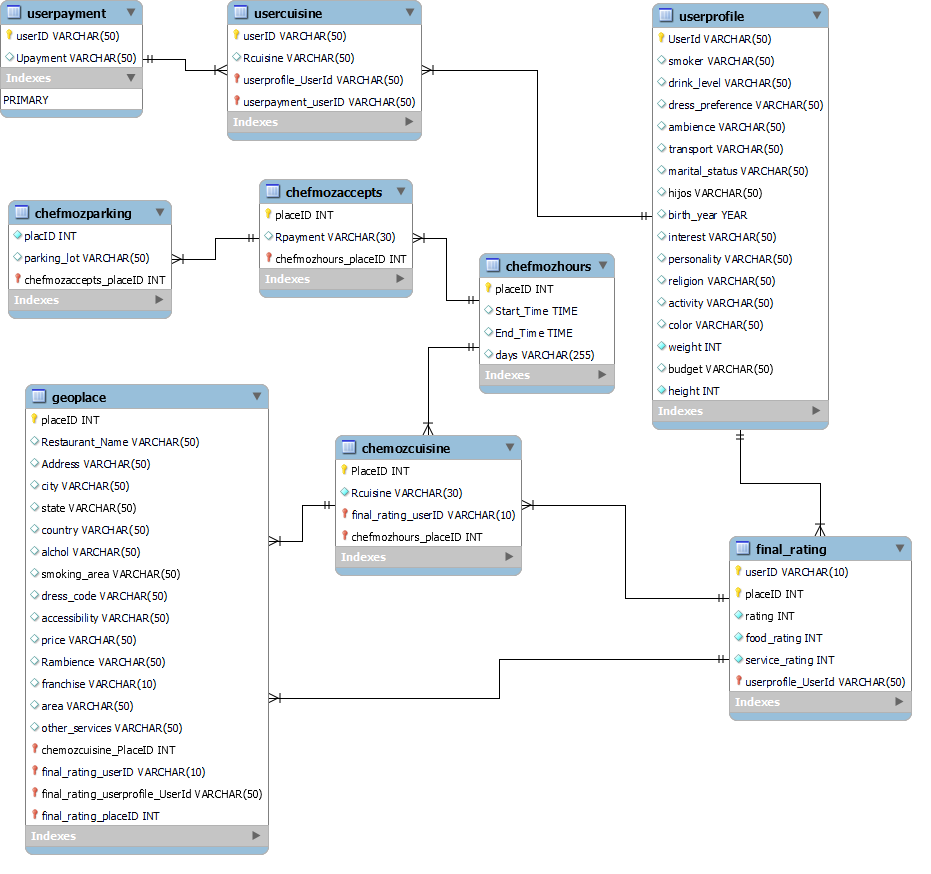 userpayment
userID VARCHAR(50)
Upayment VARCHAR(50)
Indexes
PRIMARY
usercuisine
userID VARCHAR(50)
Rcuisine VARCHAR(50)
userprofile_UserId VARCHAR(50)
userpayment_userID VARCHAR(50)
Indexes
userprofile
UserId VARCHAR(50)
smoker VARCHAR(50)
drink_level VARCHAR(50)
dress_preference VARCHAR(50)
ambience VARCHAR(50)
transport VARCHAR(50)
marital_status VARCHAR(50)
hijos VARCHAR(50)
birth_year YEAR
interest VARCHAR(50)
personality VARCHAR(50)
religion VARCHAR(50)
activity VARCHAR(50)
color VARCHAR(50)
weight INT
budget VARCHAR(50)
height INT
Indexes
chefmozparking
placID INT
parking_lot VARCHAR(50)
chefmozaccepts_placeID INT
Indexes
chefmozaccepts
placeID INT
Rpayment VARCHAR(30)
chefmozhours_placeID INT
Indexes
chefmozhours
placeID INT
Start_Time TIME
End_Time TIME
days VARCHAR(255)
Indexes
geoplace
placeID INT
Restaurant_Name VARCHAR(50)
Address VARCHAR(50)
city VARCHAR(50)
state VARCHAR(50)
country VARCHAR(50)
alchol VARCHAR(50)
smoking_area VARCHAR(50)
dress_code VARCHAR(50)
accessibility VARCHAR(50)
price VARCHAR(50)
Rambience VARCHAR(50)
franchise VARCHAR(10)
area VARCHAR(50)
other_services VARCHAR(50)
chemozcuisine_PlaceID INT
final_rating_userID VARCHAR(10)
final_rating_userprofile_UserId VARCHAR(50)
final_rating_placeID INT
Indexes
chemozcuisine
PlaceID INT
Rcuisine VARCHAR(30)
final_rating_userID VARCHAR(10)
chefmozhours_placeID INT
Indexes
final_rating
userID VARCHAR(10)
placeID INT
rating INT
food_rating INT
service_rating INT
userprofile_UserId VARCHAR(50)
Indexes